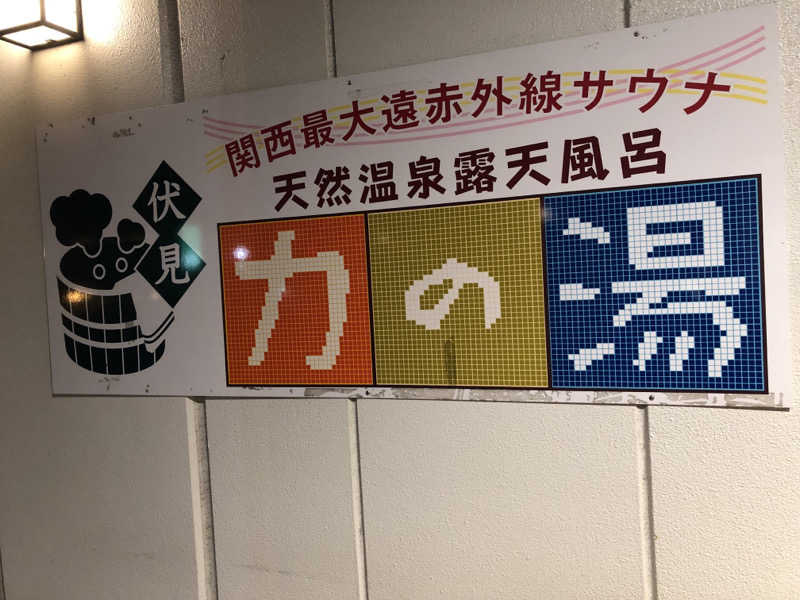 関西最大遠赤外線サウナ
天然温泉露天風呂
伏見
力の湯